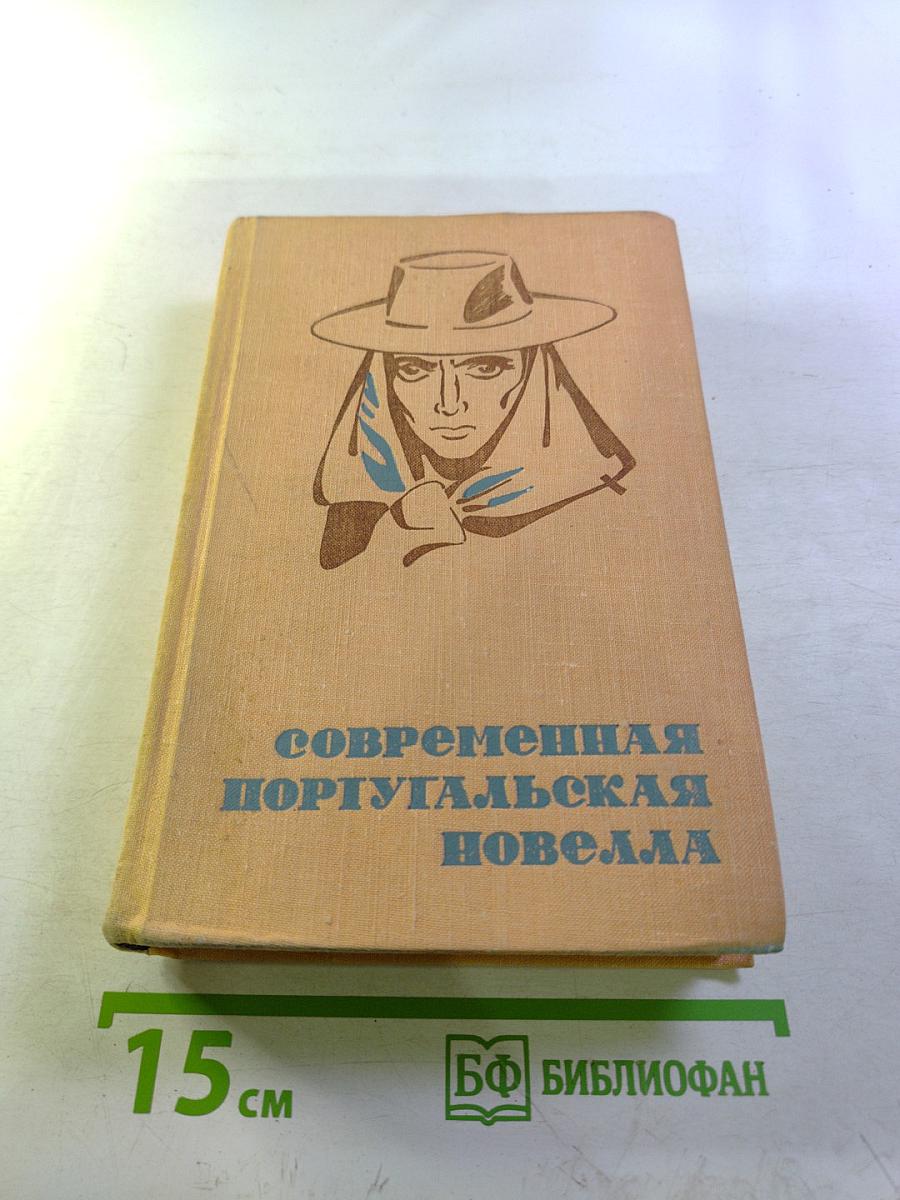 СОВРЕМЕННАЯ
ПОРТУГАЛЬСКАЯ
НОВЕЛЛА
15 см
БФ БИБЛИОФАН